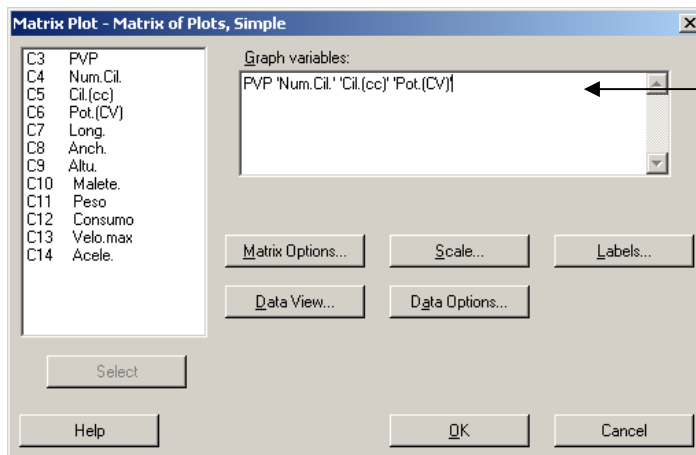 Matrix Plot - Matrix of Plots, Simple
C3 PVP
C4 Num.Cil.
C5 Cil.(cc)
C6 Pot.(CV)
C7 Long.
C8 Anch.
C9 Altu.
C10 Malete.
C11 Peso
C12 Consumo
C13 Velo.max
C14 Acele.
Graph variables:
PVP 'Num.Cil.' 'Cil.(cc)' 'Pot.(CV)'
Matrix Options...
Scale...
Labels...
Data View...
Data Options...
Select
Help
OK
Cancel